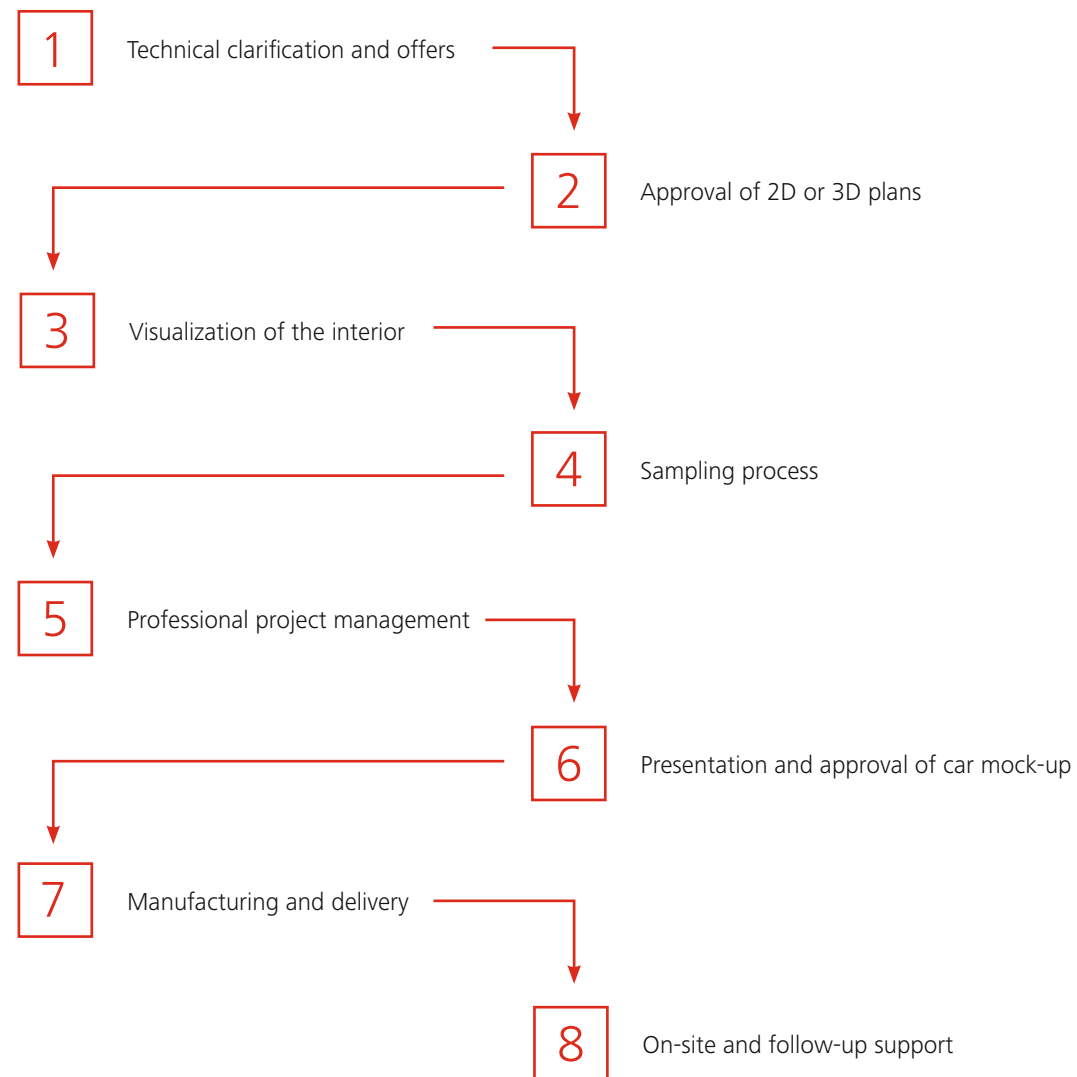 1
Technical clarification and offers
2
Approval of 2D or 3D plans
3
Visualization of the interior
4
Sampling process
5
Professional project management
6
Presentation and approval of car mock-up
7
Manufacturing and delivery
8
On-site and follow-up support